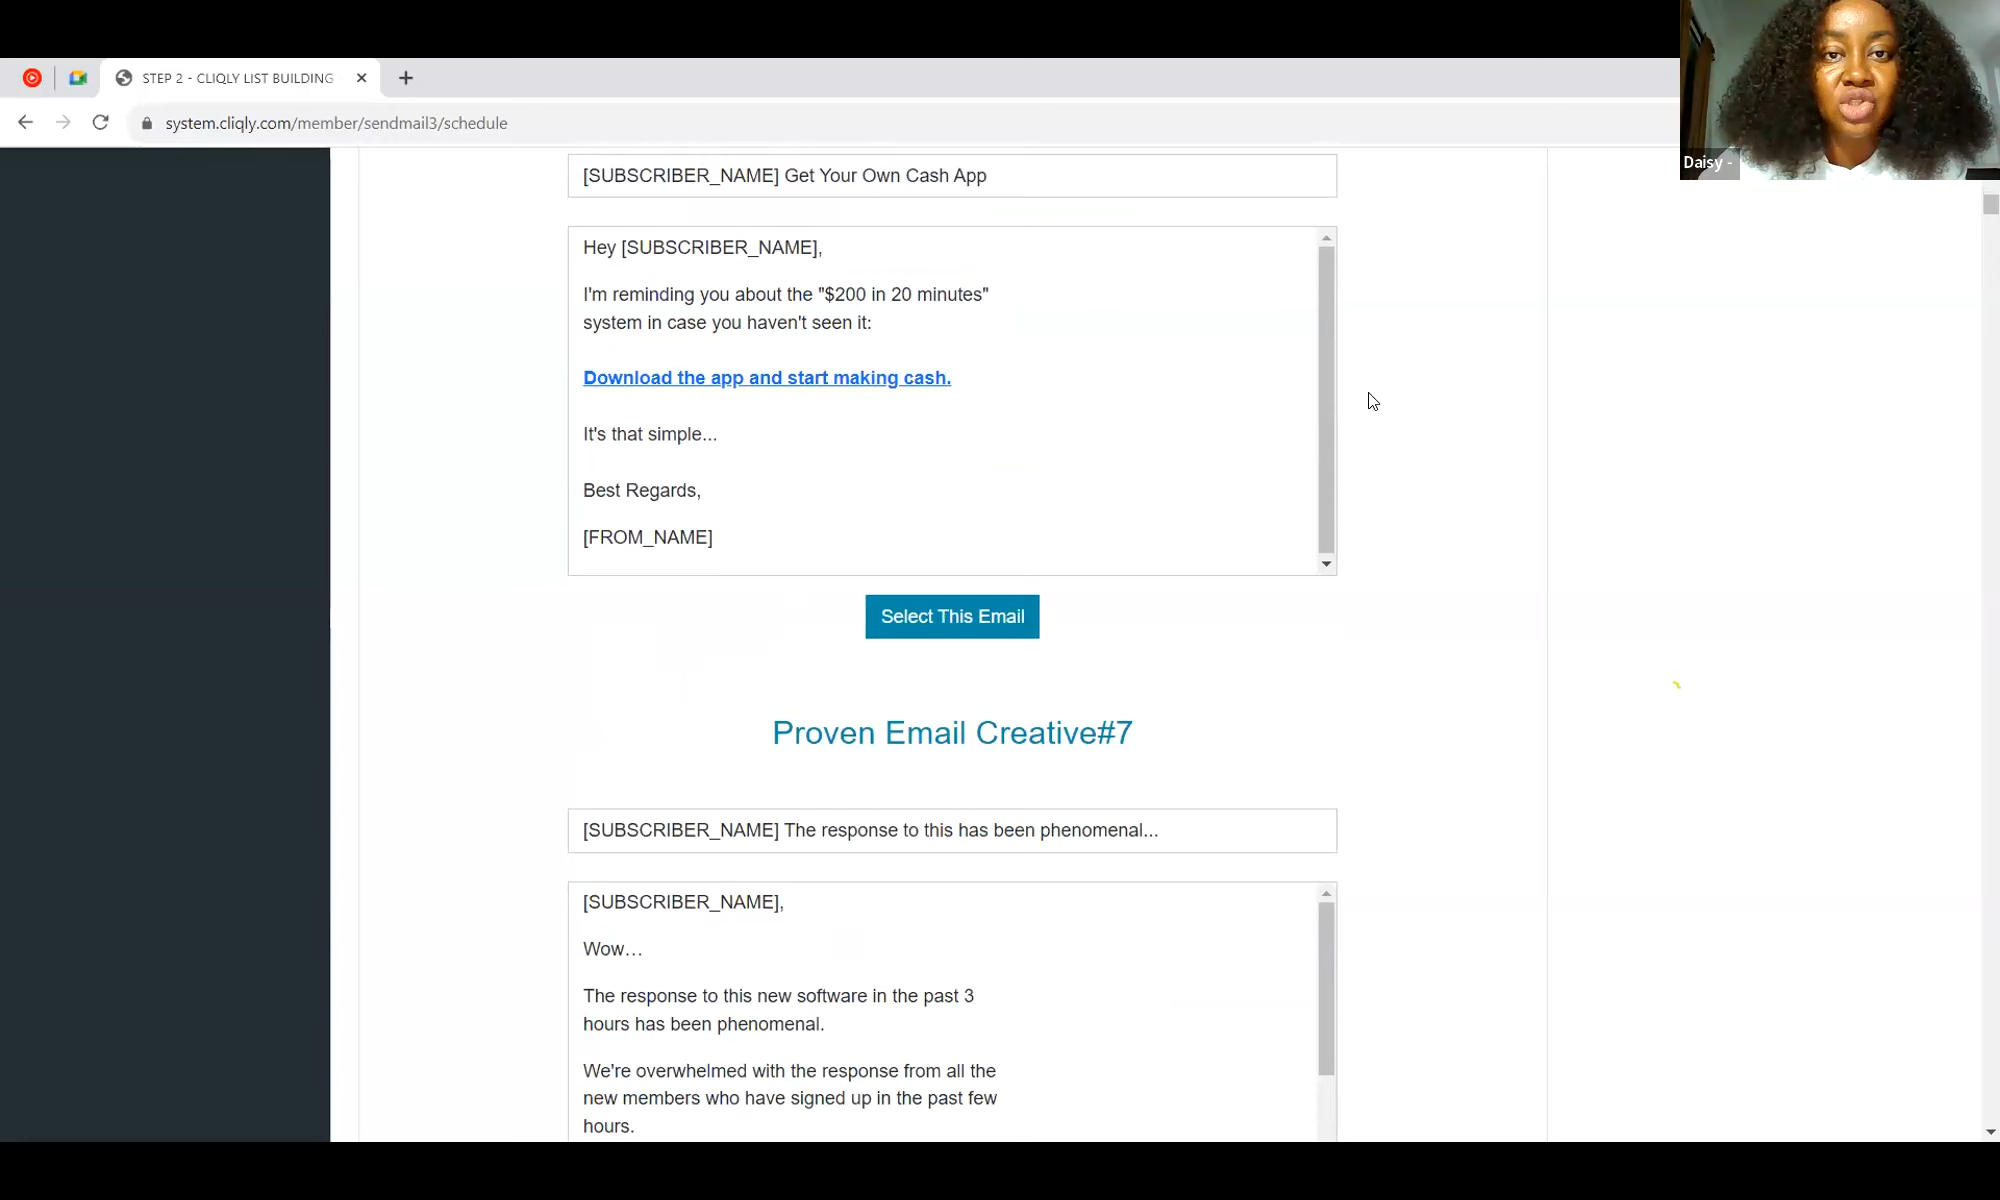 STEP 2 - CLIQLY LIST BUILDING
system.cliqly.com/member/sendmail3/schedule
Daisy -
[SUBSCRIBER_NAME] Get Your Own Cash App
Hey [SUBSCRIBER_NAME],
I'm reminding you about the "$200 in 20 minutes"
system in case you haven't seen it:
Download the app and start making cash.
It's that simple...
Best Regards,
[FROM_NAME]
Select This Email
Proven Email Creative#7
[SUBSCRIBER_NAME] The response to this has been phenomenal...
[SUBSCRIBER_NAME],
Wow…
The response to this new software in the past 3
hours has been phenomenal.
We're overwhelmed with the response from all the
new members who have signed up in the past few
hours.